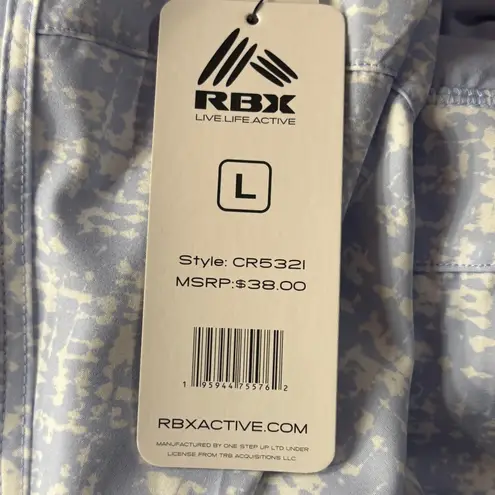 RBX
LIVE.LIFE.ACTIVE
L
Style: CR5321
MSRP:$38.00
1 95944 75576 2
RBXACTIVE.COM
MANUFACTURED BY ONE STEP UP LTD UNDER
LICENSE FROM TRB ACQUISITIONS LLC.